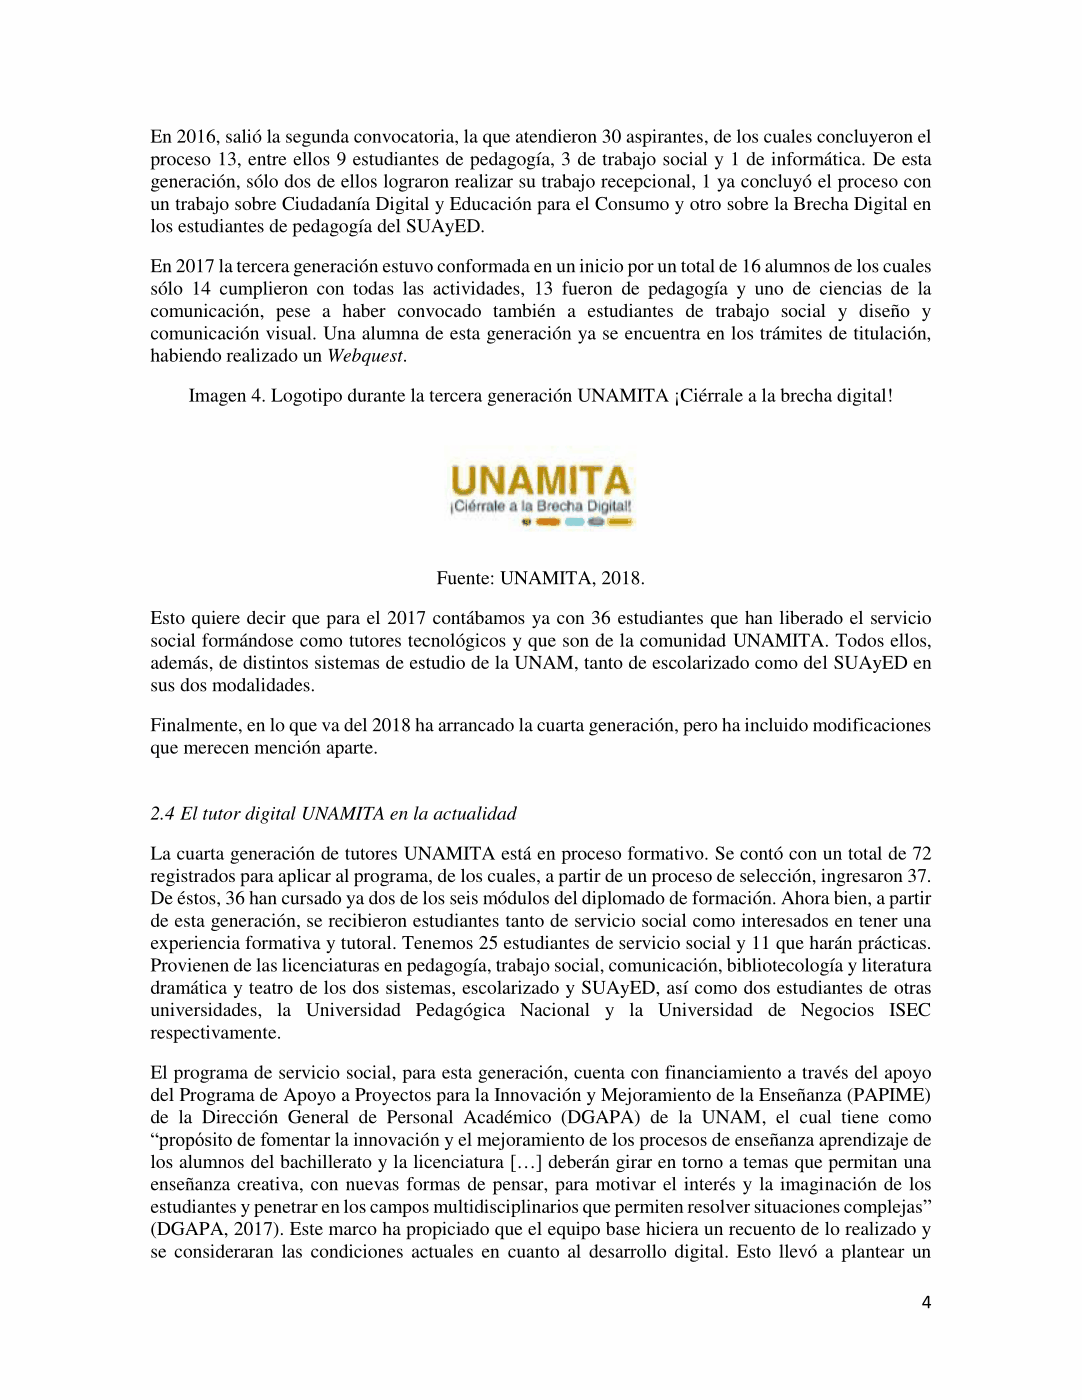 En 2016, salió la segunda convocatoria, la que atendieron 30 aspirantes, de los cuales concluyeron el
proceso 13, entre ellos 9 estudiantes de pedagogía, 3 de trabajo social y 1 de informática. De esta
generación, sólo dos de ellos lograron realizar su trabajo recepcional, 1 ya concluyó el proceso con
un trabajo sobre Ciudadanía Digital y Educación para el Consumo y otro sobre la Brecha Digital en
los estudiantes de pedagogía del SUAyED.
En 2017 la tercera generación estuvo conformada en un inicio por un total de 16 alumnos de los cuales
sólo 14 cumplieron con todas las actividades, 13 fueron de pedagogía y uno de ciencias de la
comunicación, pese a haber convocado también a estudiantes de trabajo social y diseño y
comunicación visual. Una alumna de esta generación ya se encuentra en los trámites de titulación,
habiendo realizado un Webquest.
Imagen 4. Logotipo durante la tercera generación UNAMITA ¡Ciérrale a la brecha digital!
UNAMITA
¡Ciérrale a la Brecha Digital!
Fuente: UNAMITA, 2018.
Esto quiere decir que para el 2017 contábamos ya con 36 estudiantes que han liberado el servicio
social formándose como tutores tecnológicos y que son de la comunidad UNAMITA. Todos ellos,
además, de distintos sistemas de estudio de la UNAM, tanto de escolarizado como del SUAyED en
sus dos modalidades.
Finalmente, en lo que va del 2018 ha arrancado la cuarta generación, pero ha incluido modificaciones
que merecen mención aparte.
2.4 El tutor digital UNAMITA en la actualidad
La cuarta generación de tutores UNAMITA está en proceso formativo. Se contó con un total de 72
registrados para aplicar al programa, de los cuales, a partir de un proceso de selección, ingresaron 37.
De éstos, 36 han cursado ya dos de los seis módulos del diplomado de formación. Ahora bien, a partir
de esta generación, se recibieron estudiantes tanto de servicio social como interesados en tener una
experiencia formativa y tutoral. Tenemos 25 estudiantes de servicio social y 11 que harán prácticas.
Provienen de las licenciaturas en pedagogía, trabajo social, comunicación, bibliotecología y literatura
dramática y teatro de los dos sistemas, escolarizado y SUAyED, así como dos estudiantes de otras
universidades, la Universidad Pedagógica Nacional y la Universidad de Negocios ISEC
respectivamente.
El programa de servicio social, para esta generación, cuenta con financiamiento a través del apoyo
del Programa de Apoyo a Proyectos para la Innovación y Mejoramiento de la Enseñanza (PAPIME)
de la Dirección General de Personal Académico (DGAPA) de la UNAM, el cual tiene como
“propósito de fomentar la innovación y el mejoramiento de los procesos de enseñanza aprendizaje de
los alumnos del bachillerato y la licenciatura […] deberán girar en torno a temas que permitan una
enseñanza creativa, con nuevas formas de pensar, para motivar el interés y la imaginación de los
estudiantes y penetrar en los campos multidisciplinarios que permiten resolver situaciones complejas”
(DGAPA, 2017). Este marco ha propiciado que el equipo base hiciera un recuento de lo realizado y
se consideraran las condiciones actuales en cuanto al desarrollo digital. Esto llevó a plantear un
4